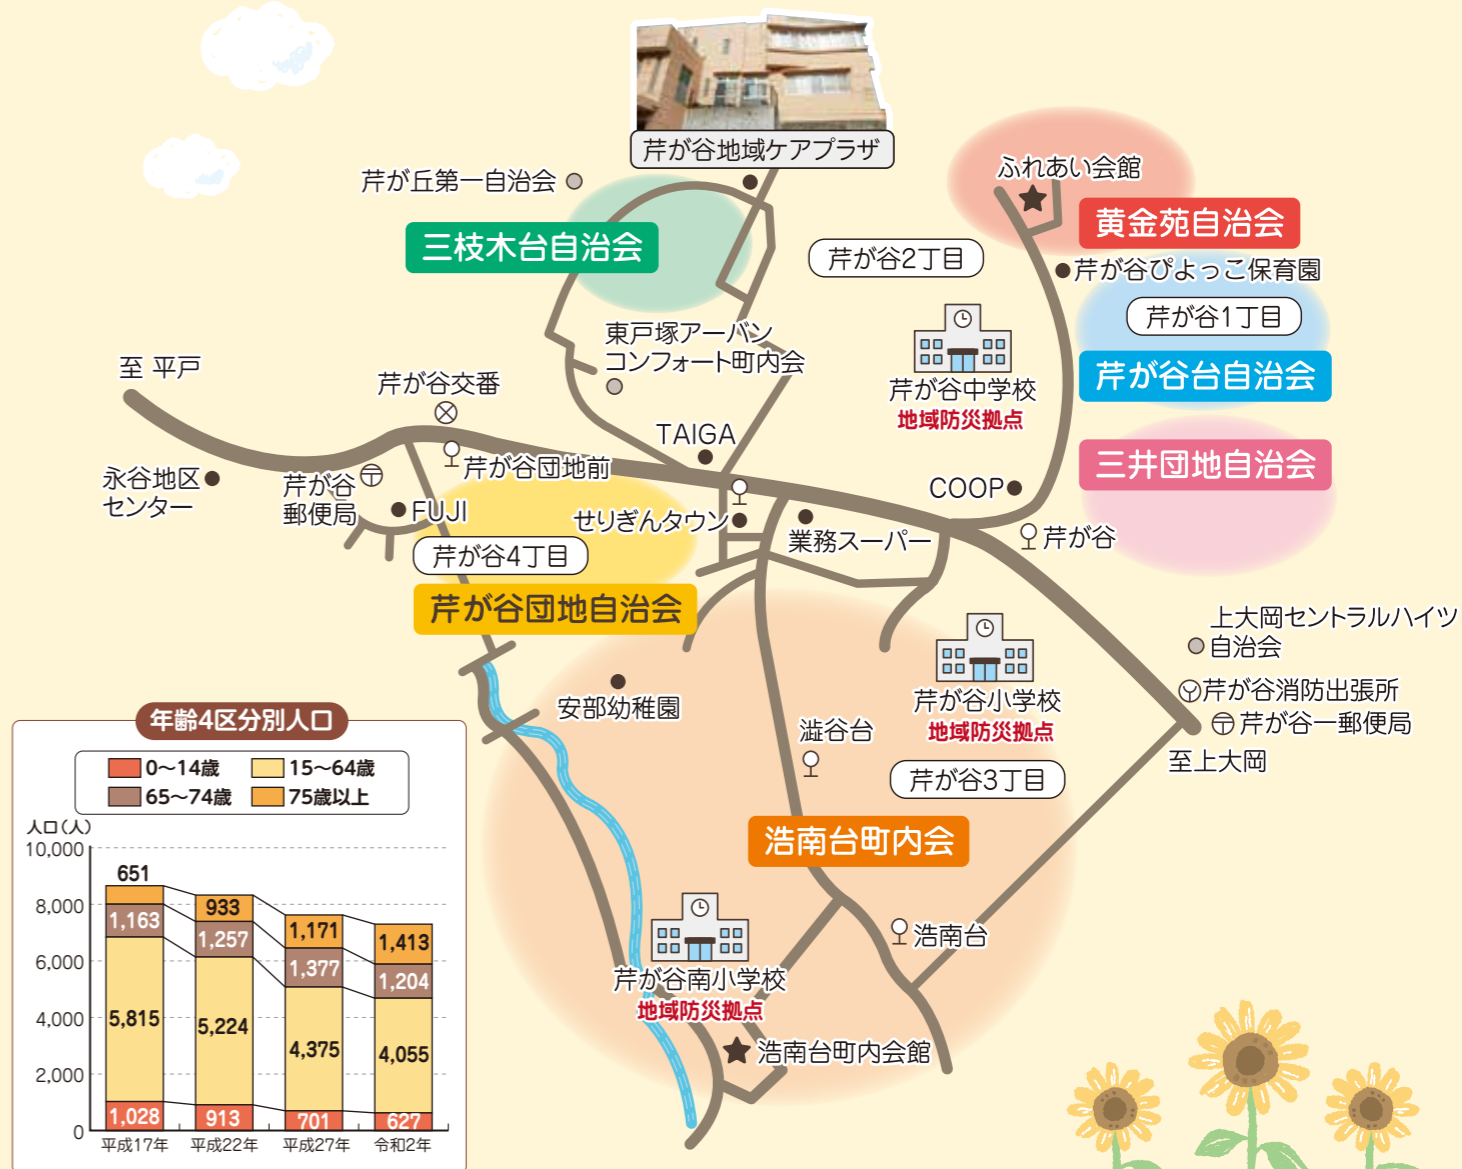 芹が谷地域ケアプラザ
芹が丘第一自治会
ふれあい会館
黄金苑自治会
三枝木台自治会
芹が谷2丁目
芹が谷ぴよっこ保育園
芹が谷1丁目
東戸塚アーバン
コンフォート町内会
至 平戸
芹が谷交番
芹が谷中学校
地域防災拠点
芹が谷台自治会
TAIGA
三井団地自治会
永谷地区
センター
芹が谷
郵便局
芹が谷団地前
FUJI
COOP
せりぎんタウン
業務スーパー
芹が谷
芹が谷4丁目
芹が谷団地自治会
上大岡セントラルハイツ
自治会
芹が谷消防出張所
芹が谷一郵便局
至上大岡
安部幼稚園
芹が谷小学校
地域防災拠点
澁谷台
芹が谷3丁目
浩南台町内会
浩南台
芹が谷南小学校
地域防災拠点
浩南台町内会館
年齢4区分別人口
0〜14歳 15〜64歳
65〜74歳 75歳以上
人口(人)
10,000
8,000
6,000
4,000
2,000
0
651
1,163
5,815
1,028
933
1,257
5,224
913
1,171
1,377
4,375
701
1,413
1,204
4,055
627
平成17年 平成22年 平成27年 令和2年